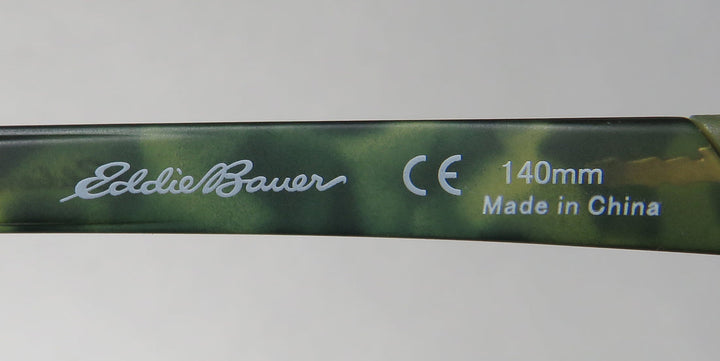 Eddie Bauer CE 140mm
Made in China